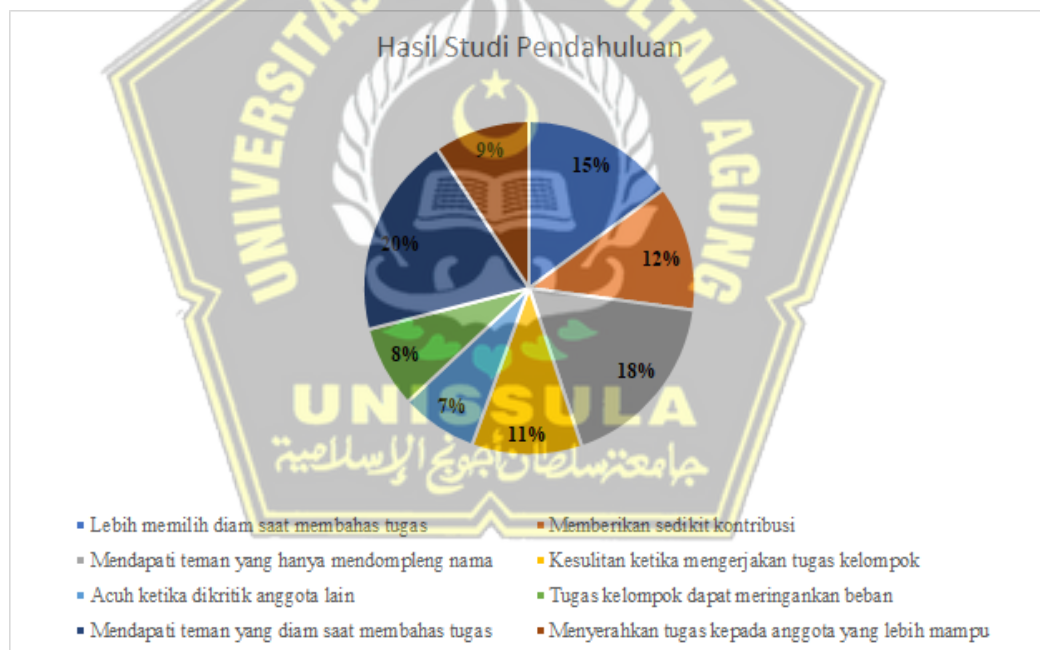 UNIVERSITAS ISLAM SULTAN AGUNG
Hasil Studi Pendahuluan
9%
15%
20%
12%
8%
18%
7%
11%
UNISSULA
جامعتسلطان أجونج الإسلامية
Lebih memilih diam saat membahas tugas
Memberikan sedikit kontribusi
Mendapati teman yang hanya mendompleng nama
Kesulitan ketika mengerjakan tugas kelompok
Acuh ketika dikritik anggota lain
Tugas kelompok dapat meringankan beban
Mendapati teman yang diam saat membahas tugas
Menyerahkan tugas kepada anggota yang lebih mampu